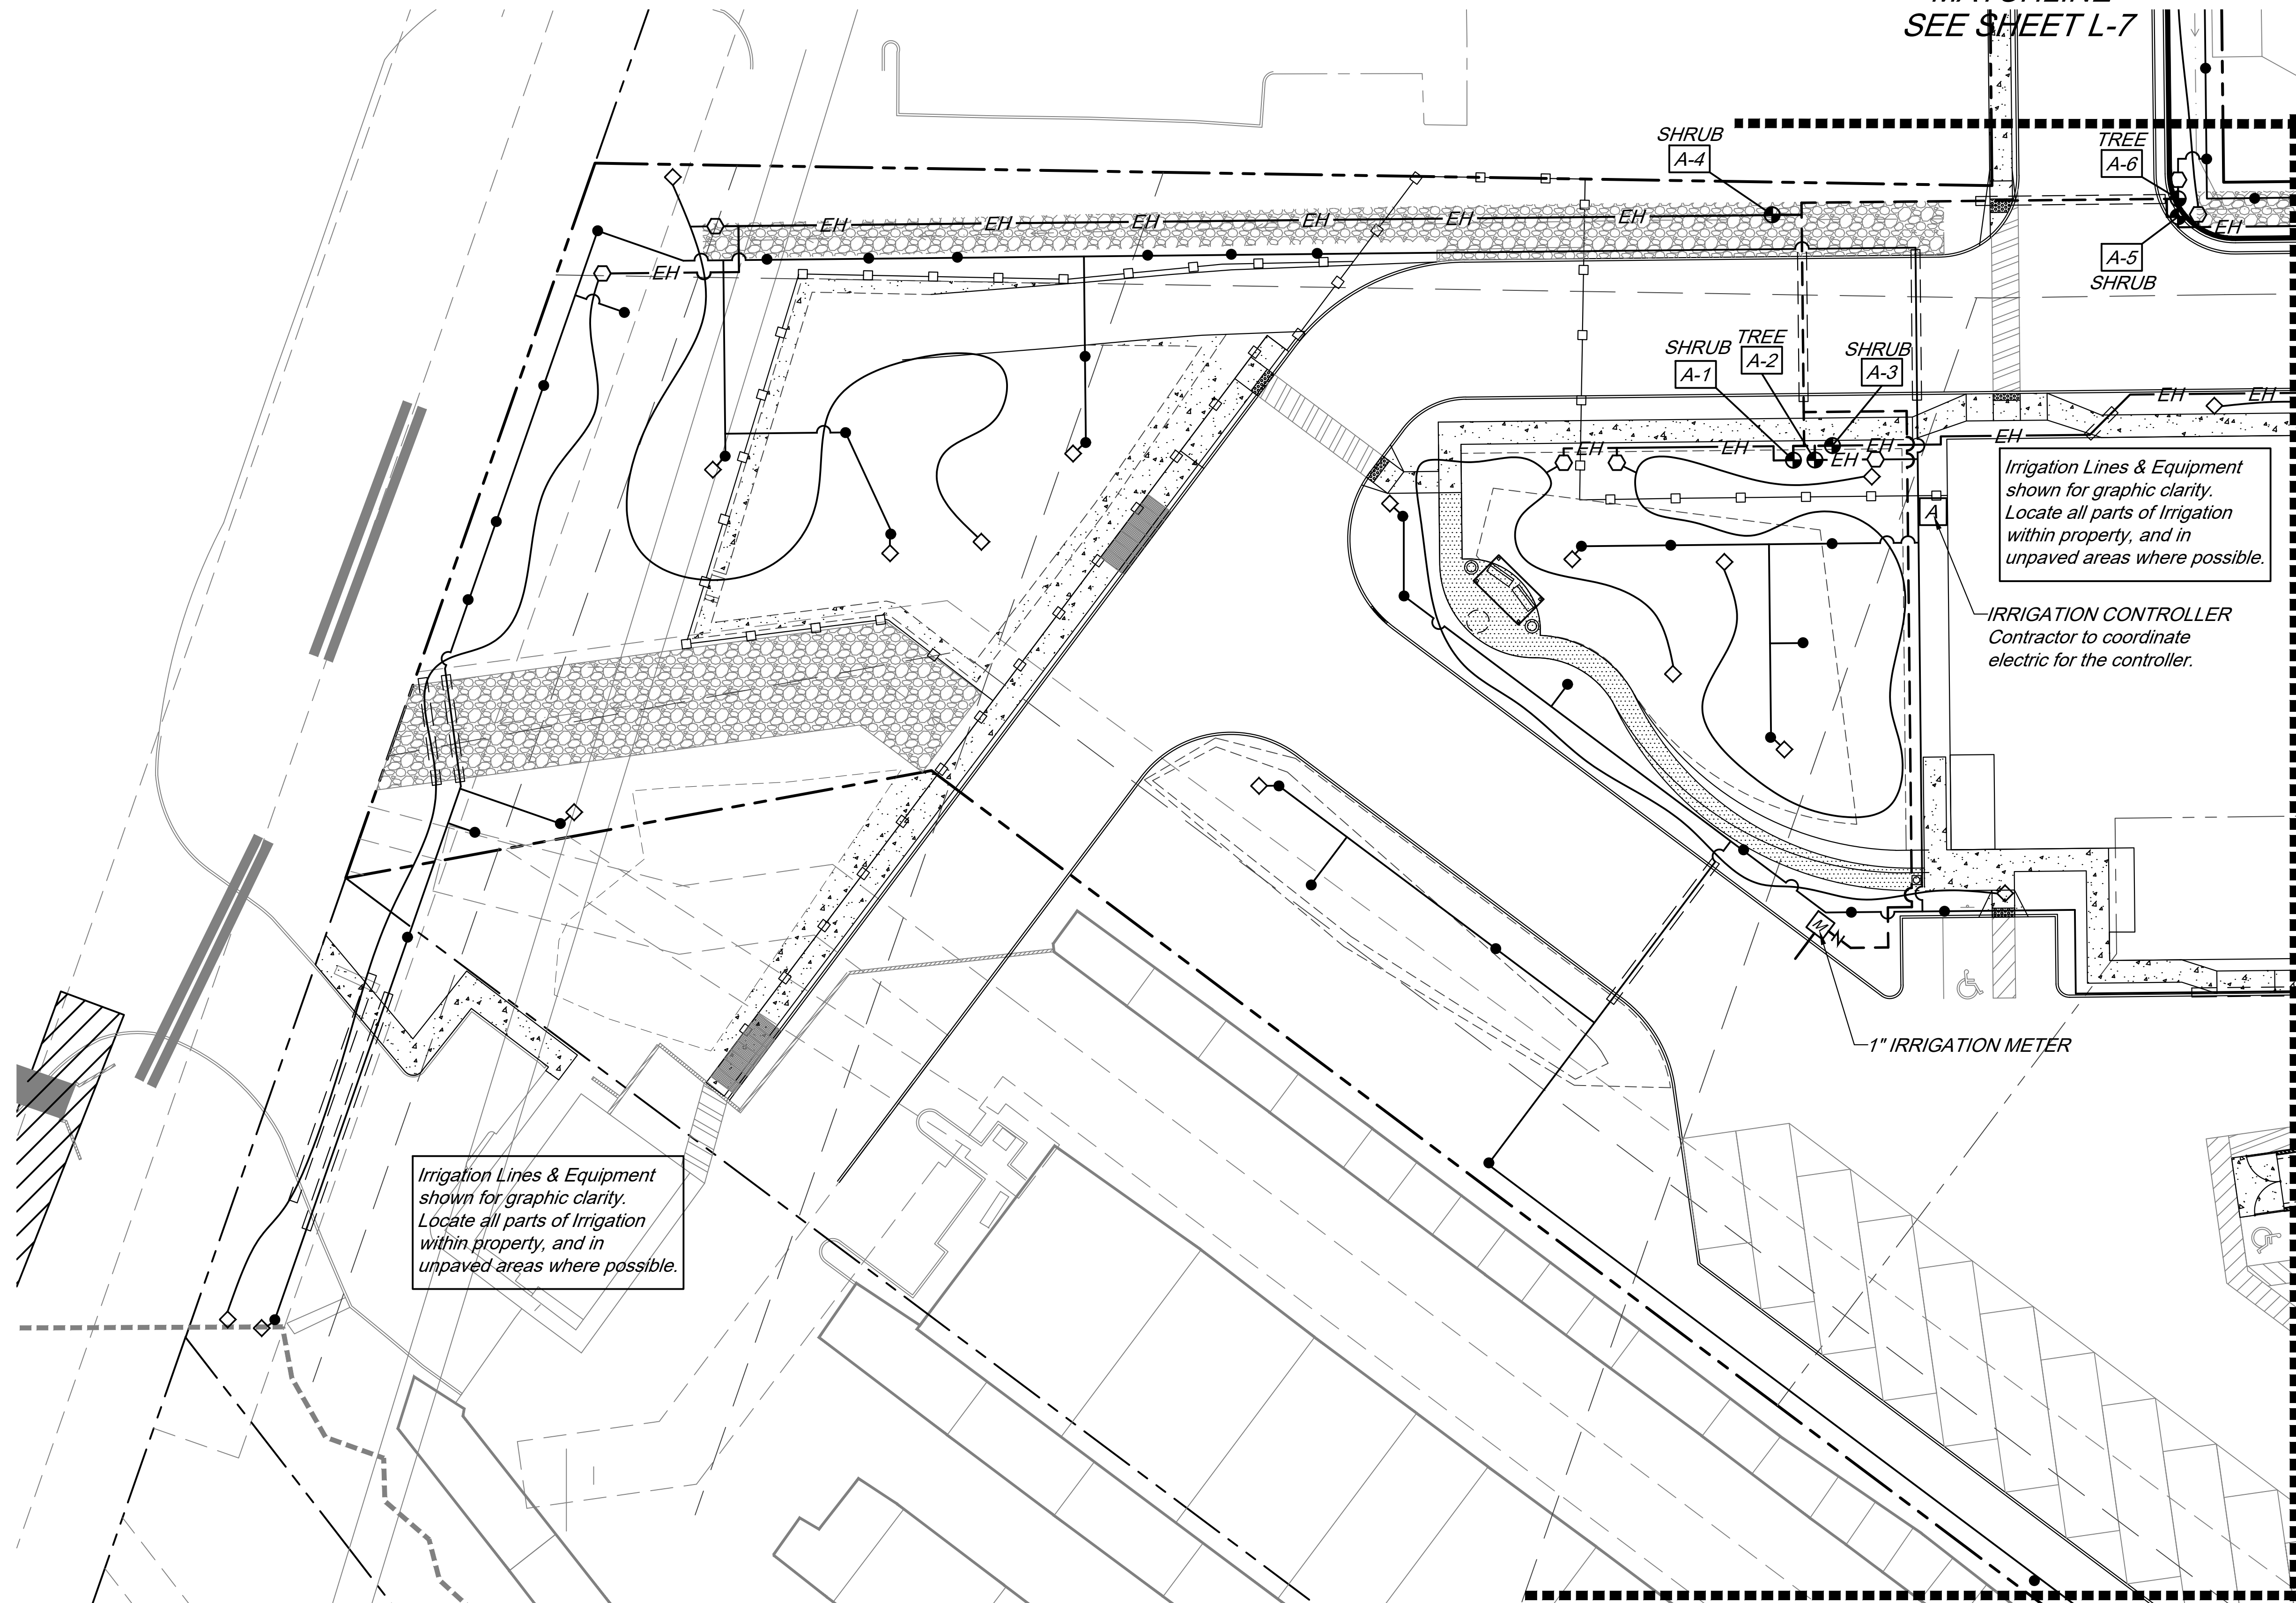 MATCHLINE
SEE SHEET L-7
SHRUB
A-4
TREE
A-6
EH EH EH EH EH EH
EH
EH
A-5
SHRUB
SHRUB
A-1
TREE
A-2
SHRUB
A-3
EH EH
EH EH EH EH
EH
Irrigation Lines & Equipment
shown for graphic clarity.
Locate all parts of Irrigation
within property, and in
unpaved areas where possible.
A
IRRIGATION CONTROLLER
Contractor to coordinate
electric for the controller.
M
1" IRRIGATION METER
Irrigation Lines & Equipment
shown for graphic clarity.
Locate all parts of Irrigation
within property, and in
unpaved areas where possible.